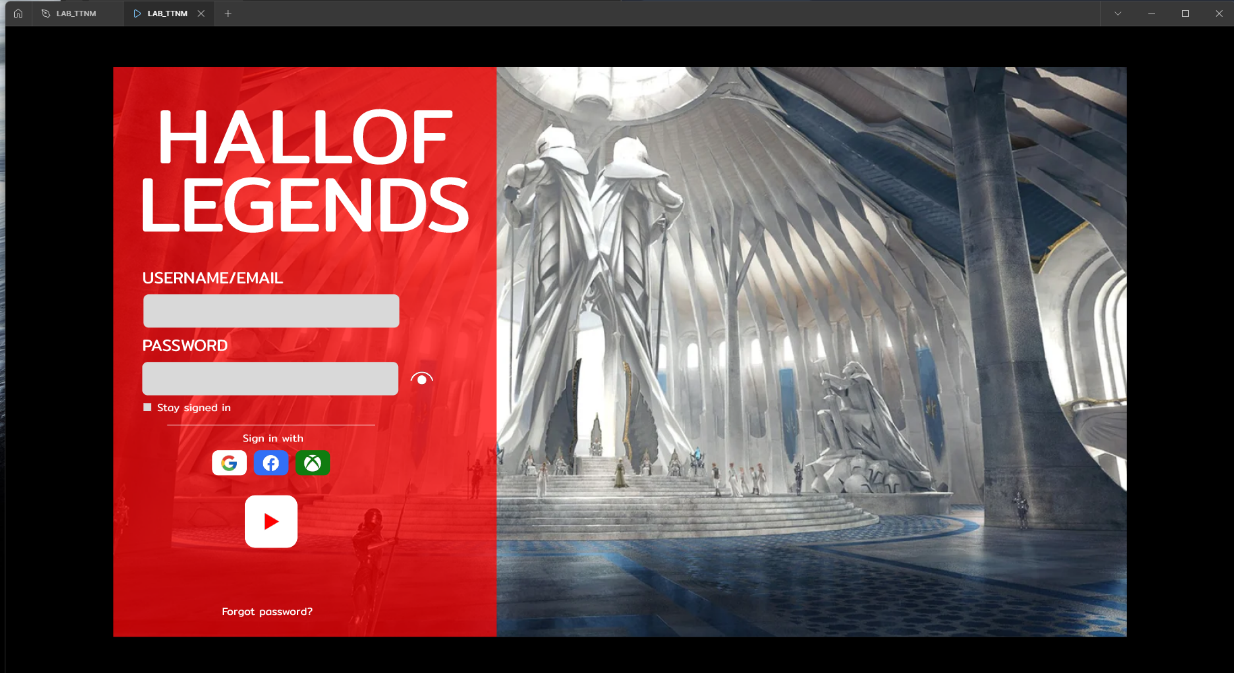 LAB_TTNM
LAB_TTNM
HALLOF
LEGENDS
USERNAME/EMAIL
PASSWORD
Stay signed in
Sign in with
Forgot password?